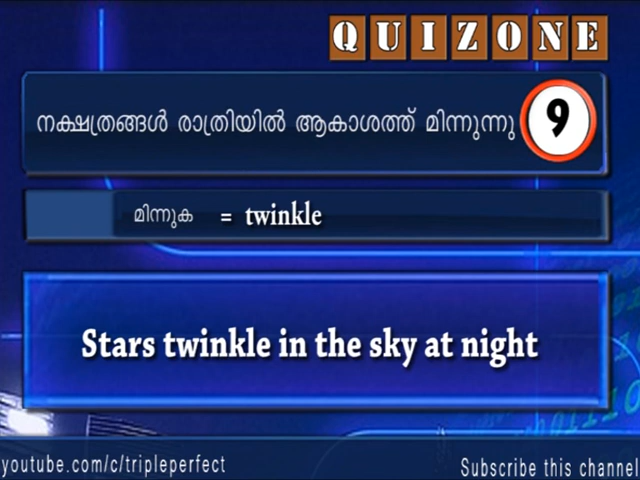 QUIZONE
നക്ഷത്രങ്ങൾ രാത്രിയിൽ ആകാശത്ത് മിന്നുന്നു 9
മിന്നുക = twinkle
Stars twinkle in the sky at night
youtube.com/c/tripleperfect Subscribe this channel